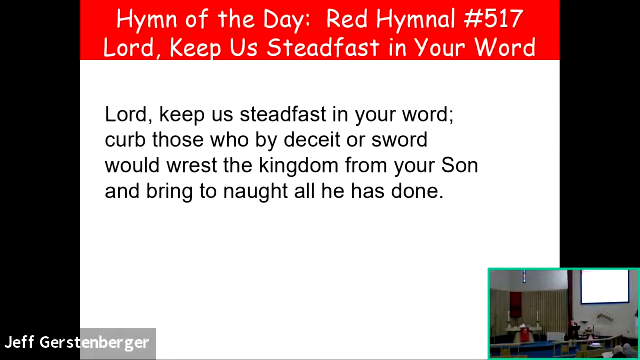 Hymn of the Day:  Red Hymnal #517
Lord, Keep Us Steadfast in Your Word
Lord, keep us steadfast in your word;
curb those who by deceit or sword
would wrest the kingdom from your Son
and bring to naught all he has done.
Jeff Gerstenberger